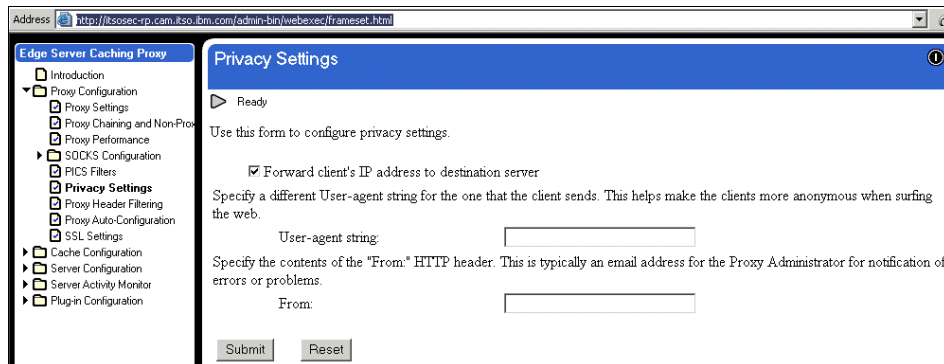 Address http://itsosec-rp.cam.itso.ibm.com/admin-bin/webexec/frameset.html
Edge Server Caching Proxy
Introduction
Proxy Configuration
Proxy Settings
Proxy Chaining and Non-Prox
Proxy Performance
SOCKS Configuration
PICS Filters
Privacy Settings
Proxy Header Filtering
Proxy Auto-Configuration
SSL Settings
Cache Configuration
Server Configuration
Server Activity Monitor
Plug-in Configuration
Privacy Settings
Ready
Use this form to configure privacy settings.
Forward client's IP address to destination server
Specify a different User-agent string for the one that the client sends. This helps make the clients more anonymous when surfing
the web.
User-agent string:
Specify the contents of the "From:" HTTP header. This is typically an email address for the Proxy Administrator for notification of
errors or problems.
From:
Submit Reset